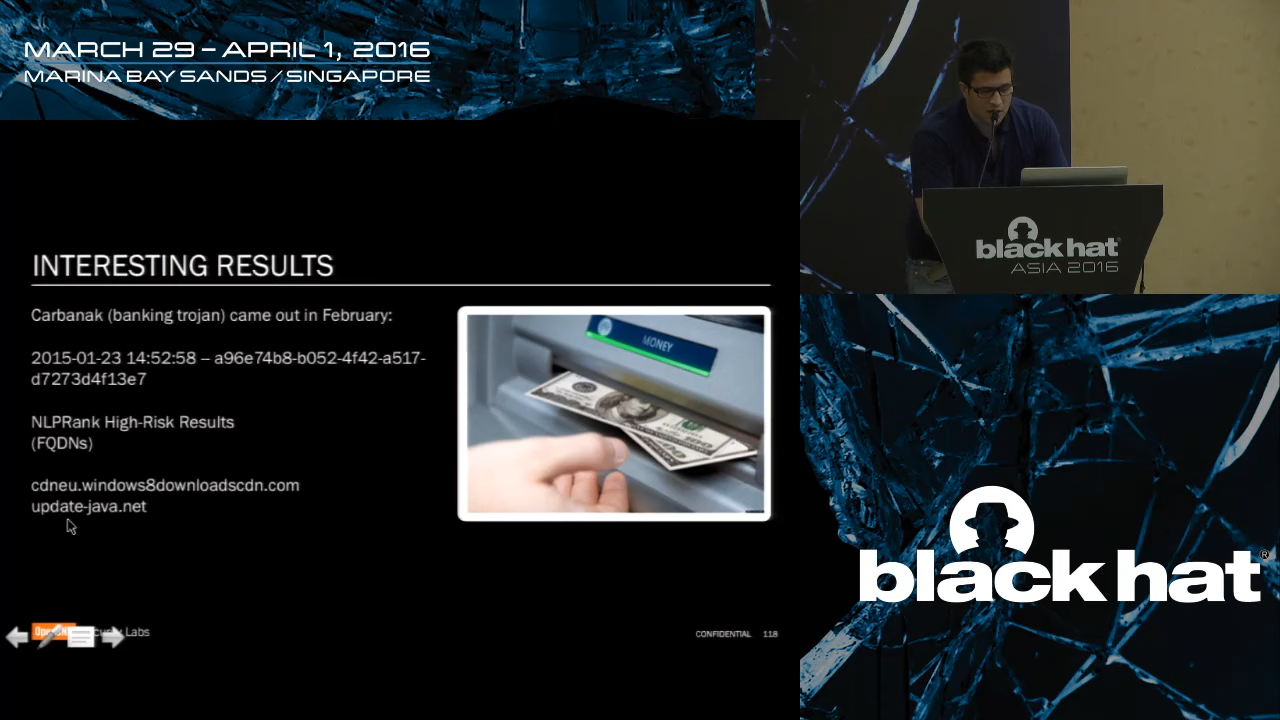 MARCH 29 – APRIL 1, 2016
MARINA BAY SANDS / SINGAPORE
black hat
ASIA 2016
INTERESTING RESULTS
Carbanak (banking trojan) came out in February:
2015-01-23 14:52:58 – a96e74b8-b052-4f42-a517-
d7273d4f13e7
NLPRank High-Risk Results
(FQDNs)
cdneu.windows8downloadscdn.com
update-java.net
MONEY
Labs
CONFIDENTIAL 118
black hat®